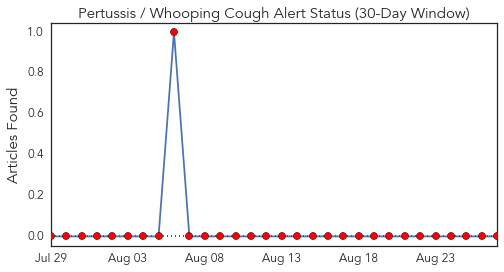 Pertussis / Whooping Cough Alert Status (30-Day Window)
Articles Found
1.0
0.8
0.6
0.4
0.2
0.0
Jul 29 Aug 03 Aug 08 Aug 13 Aug 18 Aug 23